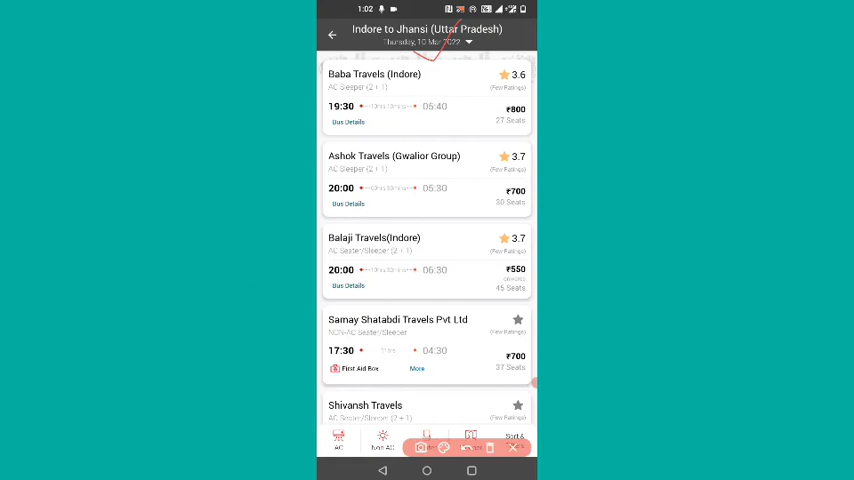 1:02
Indore to Jhansi (Uttar Pradesh)
Thursday, 10 Mar 2022
Baba Travels (Indore)
3.6
AC Sleeper (2 + 1)
(Few Ratings)
19:30
05:40
₹800
Bus Details
27 Seats
Ashok Travels (Gwalior Group)
3.7
AC Sleeper (2 + 1)
(Few Ratings)
20:00
05:30
₹700
Bus Details
30 Seats
Balaji Travels(Indore)
3.7
AC Seater/Sleeper (2 + 1)
(Few Ratings)
20:00
06:30
₹550
Bus Details
45 Seats
Samay Shatabdi Travels Pvt Ltd
NON-AC Seater/Sleeper
(Few Ratings)
17:30
04:30
₹700
First Aid Box
More
37 Seats
Shivansh Travels
AC Seater/Sleeper (2 + 1)
(Few Ratings)
AC
Non AC
Sort &